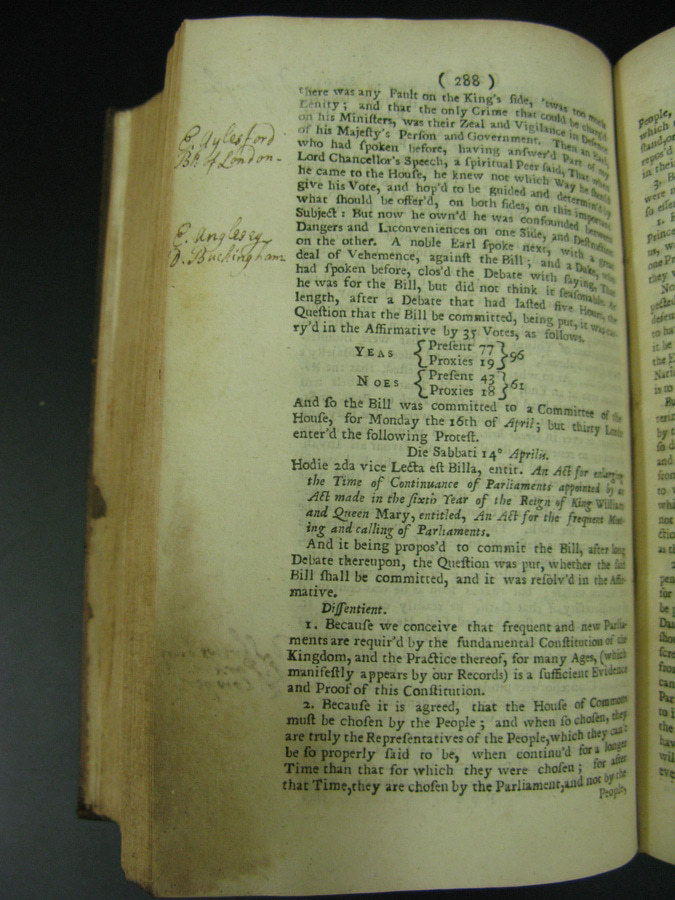 ( 288 )
there was any Fault on the King's ſide, 'twas too much
Lenity; and that the only Crime that could be charg'd
on his Miniſters, was their Zeal and Vigilance in Defence
of his Majeſty's Perſon and Government. Then an Earl,
who had ſpoken before, having anſwer'd Part of my
Lord Chancellor's Speech, a ſpiritual Peer ſaid, That when
he came to the Houſe, he knew not which Way he ſhould
give his Vote, and hop'd to be guided and determin'd by
what ſhould be offer'd, on both ſides, on this important
Subject: But now he own'd he was confounded between
Dangers and Inconveniences on one Side, and Deſtruction
on the other. A noble Earl ſpoke next, with a great
deal of Vehemence, againſt the Bill; and a Duke, who
had ſpoken before, clos'd the Debate with ſaying, That
he was for the Bill, but did not think it ſeaſonable. At
length, after a Debate that had laſted five Hours, the
Queſtion that the Bill be committed, being put, it was car-
ry'd in the Affirmative by 35 Votes, as follows.
YEAS { Preſent 77 } 96
Proxies 19
NOES { Preſent 43 } 61
Proxies 18
And ſo the Bill was committed to a Committee of the
Houſe, for Monday the 16th of April; but thirty Lords
enter'd the following Proteſt.
Die Sabbati 14° Aprilis.
Hodie 2da vice Lecta eſt Billa, entit. An Act for enlarging
the Time of Continuance of Parliaments appointed by an
Act made in the ſixth Year of the Reign of King William
and Queen Mary, entitled, An Act for the frequent Meet-
ing and calling of Parliaments.
And it being propos'd to commit the Bill, after long
Debate thereupon, the Queſtion was put, whether the ſaid
Bill ſhall be committed, and it was reſolv'd in the Affir-
mative.
Diſſentient.
1. Becauſe we conceive that frequent and new Parlia-
ments are requir'd by the fundamental Conſtitution of the
Kingdom, and the Practice thereof, for many Ages, (which
manifeſtly appears by our Records) is a ſufficient Evidence
and Proof of this Conſtitution.
2. Becauſe it is agreed, that the Houſe of Commons
muſt be choſen by the People; and when ſo choſen, they
are truly the Repreſentatives of the People, which they can't
be ſo properly ſaid to be, when continu'd for a longer
Time than that for which they were choſen; for after
that Time, they are choſen by the Parliament, and not by the
People,
E. Aylesford
Bp. of London-
E. Anglesey
D. Buckingham